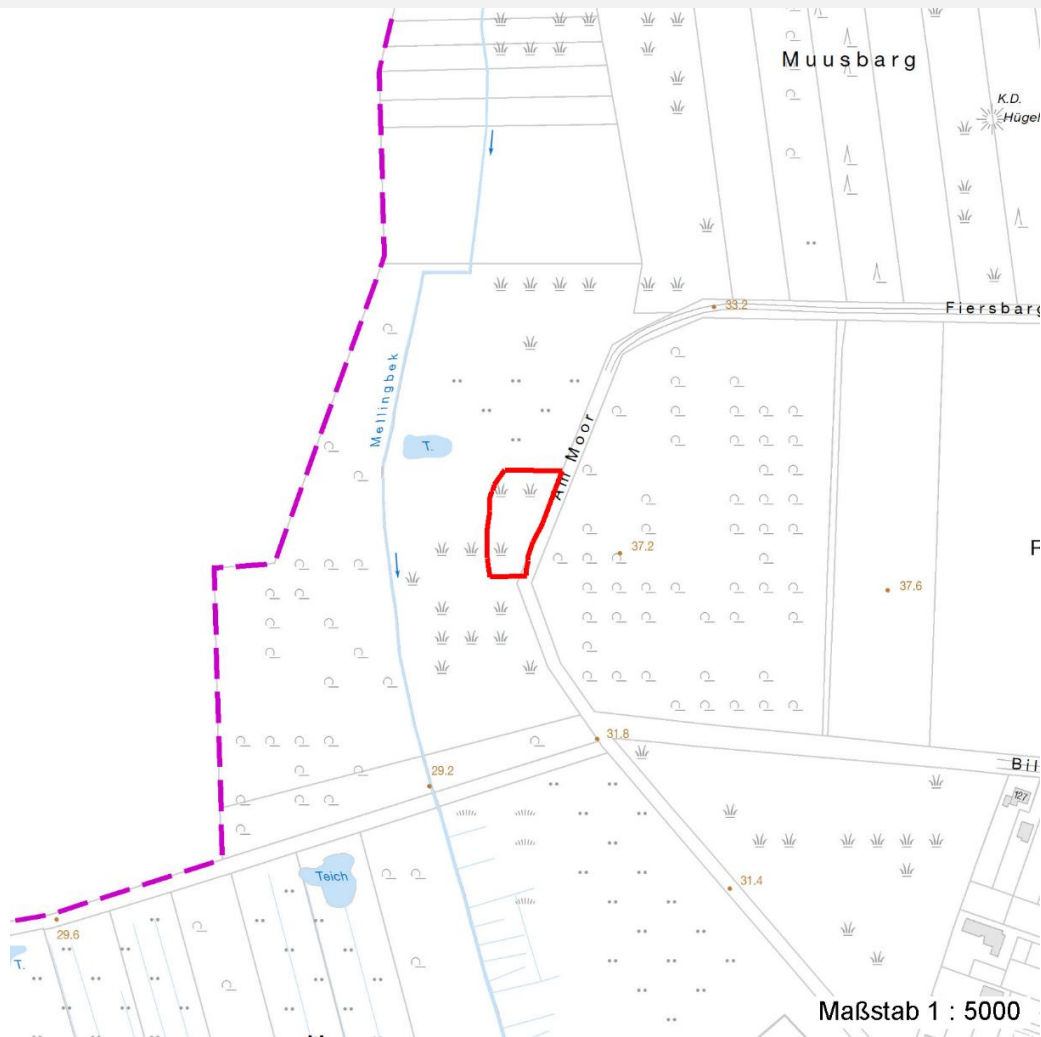 Muusbarg
K.D.
Hügel
33.2
Fiersbarg
Mellingbek
T.
Am Moor
37.2
37.6
31.8
29.2
Bil
127
Teich
31.4
29.6
T.
Maßstab 1 : 5000